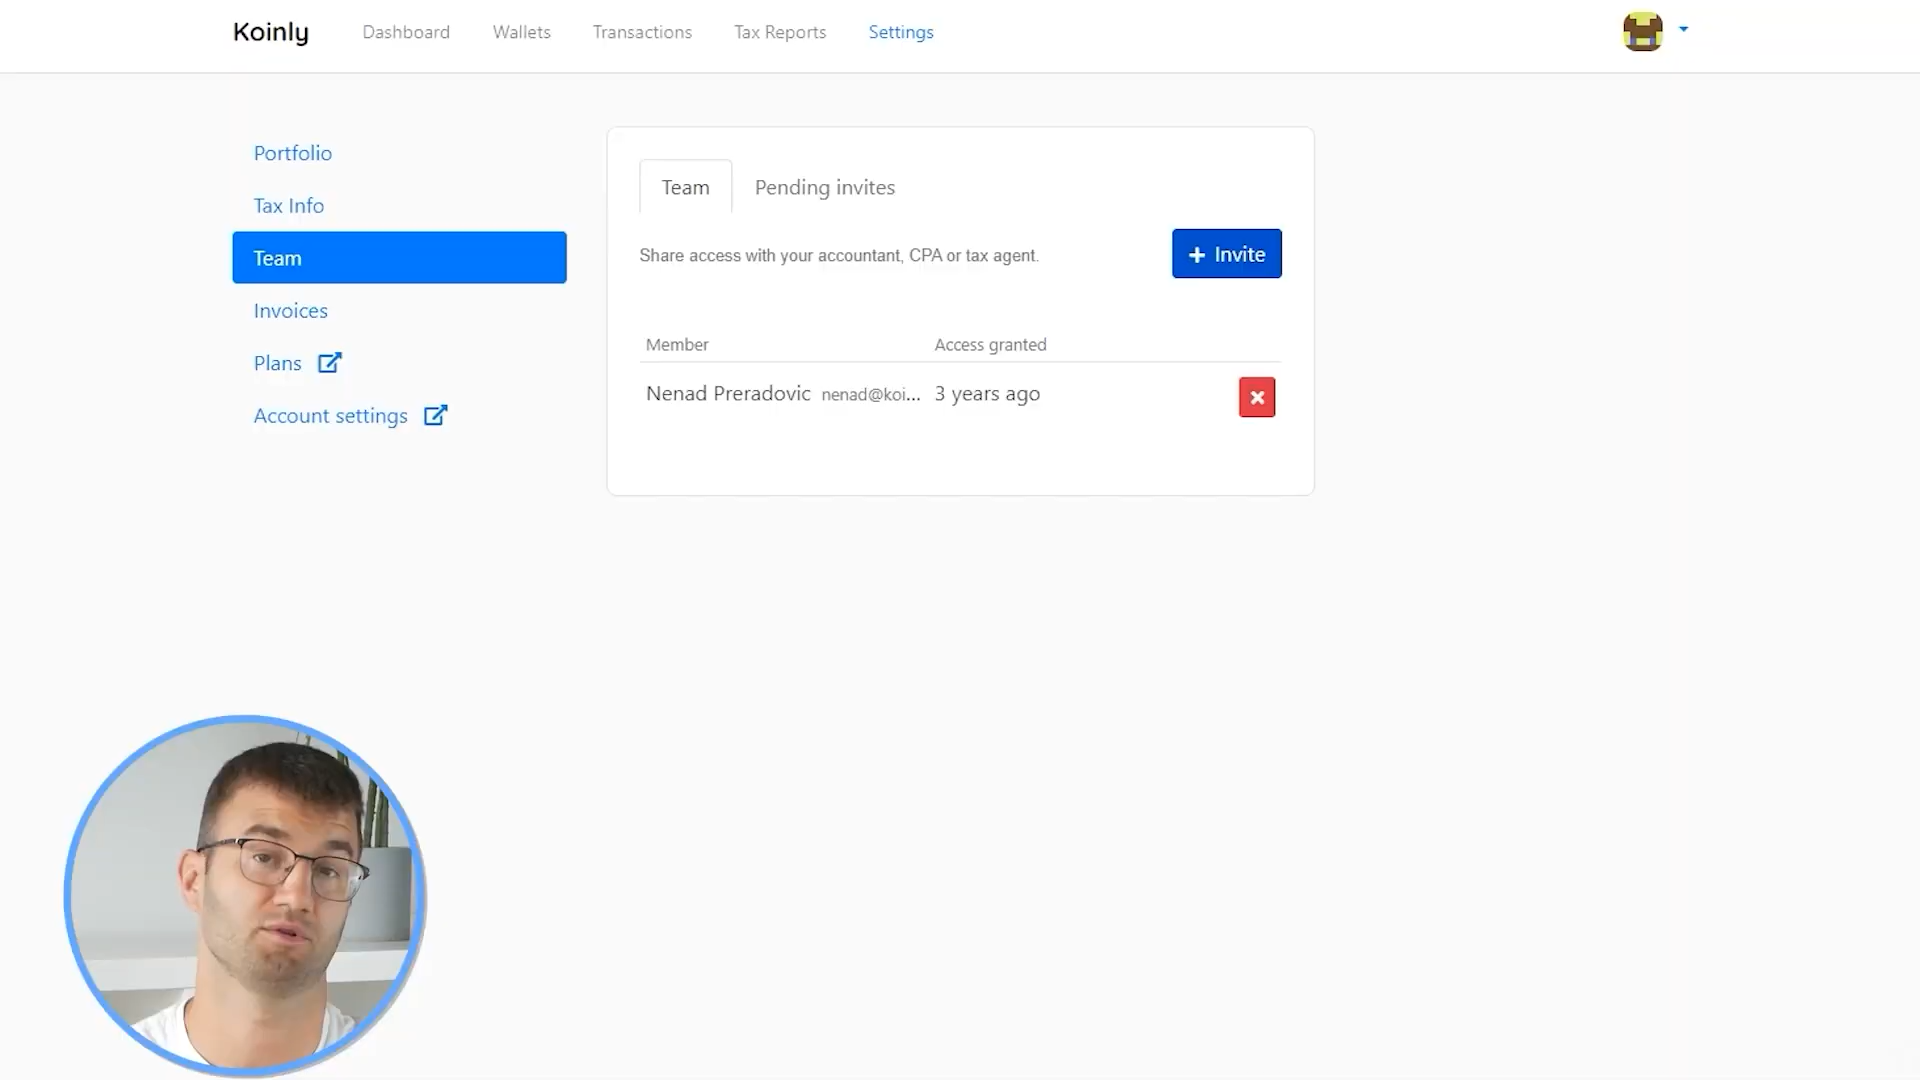 Koinly
Dashboard
Wallets
Transactions
Tax Reports
Settings
Portfolio
Tax Info
Team
Invoices
Plans
Account settings
Team
Pending invites
Share access with your accountant, CPA or tax agent.
Invite
Member
Access granted
Nenad Preradovic nenad@koi... 3 years ago